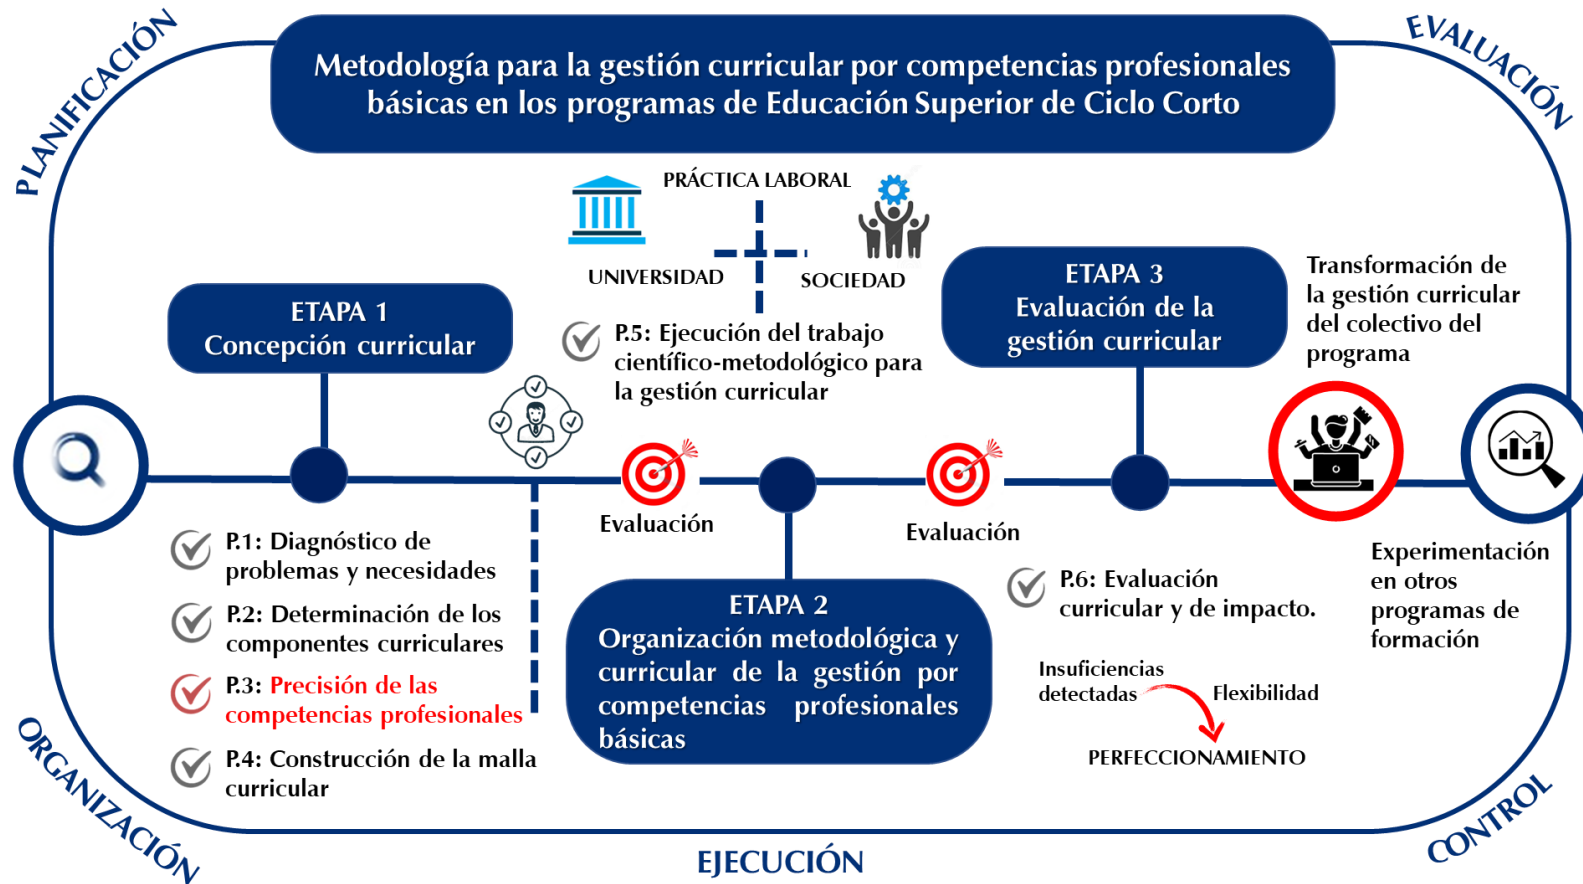 PLANIFICACIÓN
EVALUACIÓN
Metodología para la gestión curricular por competencias profesionales
básicas en los programas de Educación Superior de Ciclo Corto
PRÁCTICA LABORAL
UNIVERSIDAD
SOCIEDAD
ETAPA 1
Concepción curricular
P.5: Ejecución del trabajo
científico-metodológico para
la gestión curricular
ETAPA 3
Evaluación de la
gestión curricular
Transformación de
la gestión curricular
del colectivo del
programa
Evaluación
Evaluación
P.1: Diagnóstico de
problemas y necesidades
P.2: Determinación de los
componentes curriculares
P.3: Precisión de las
competencias profesionales
P.4: Construcción de la malla
curricular
ETAPA 2
Organización metodológica y
curricular de la gestión por
competencias profesionales
básicas
P.6: Evaluación
curricular y de impacto.
Insuficiencias
detectadas
Flexibilidad
PERFECCIONAMIENTO
Experimentación
en otros
programas de
formación
ORGANIZACIÓN
EJECUCIÓN
CONTROL